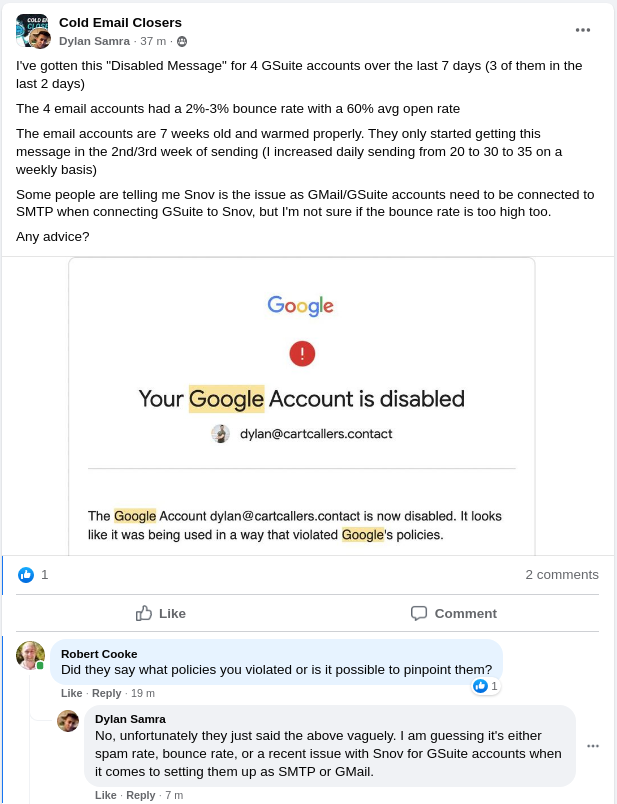 COLD EM
CLOSE
Cold Email Closers
Dylan Samra · 37 m ·
I've gotten this "Disabled Message" for 4 GSuite accounts over the last 7 days (3 of them in the
last 2 days)
The 4 email accounts had a 2%-3% bounce rate with a 60% avg open rate
The email accounts are 7 weeks old and warmed properly. They only started getting this
message in the 2nd/3rd week of sending (I increased daily sending from 20 to 30 to 35 on a
weekly basis)
Some people are telling me Snov is the issue as GMail/GSuite accounts need to be connected to
SMTP when connecting GSuite to Snov, but I'm not sure if the bounce rate is too high too.
Any advice?
Google
Your Google Account is disabled
dylan@cartcallers.contact
The Google Account dylan@cartcallers.contact is now disabled. It looks
like it was being used in a way that violated Google's policies.
1
2 comments
Like
Comment
Robert Cooke
Did they say what policies you violated or is it possible to pinpoint them?
1
Like · Reply · 19 m
Dylan Samra
No, unfortunately they just said the above vaguely. I am guessing it's either
spam rate, bounce rate, or a recent issue with Snov for GSuite accounts when
it comes to setting them up as SMTP or GMail.
Like · Reply · 7 m